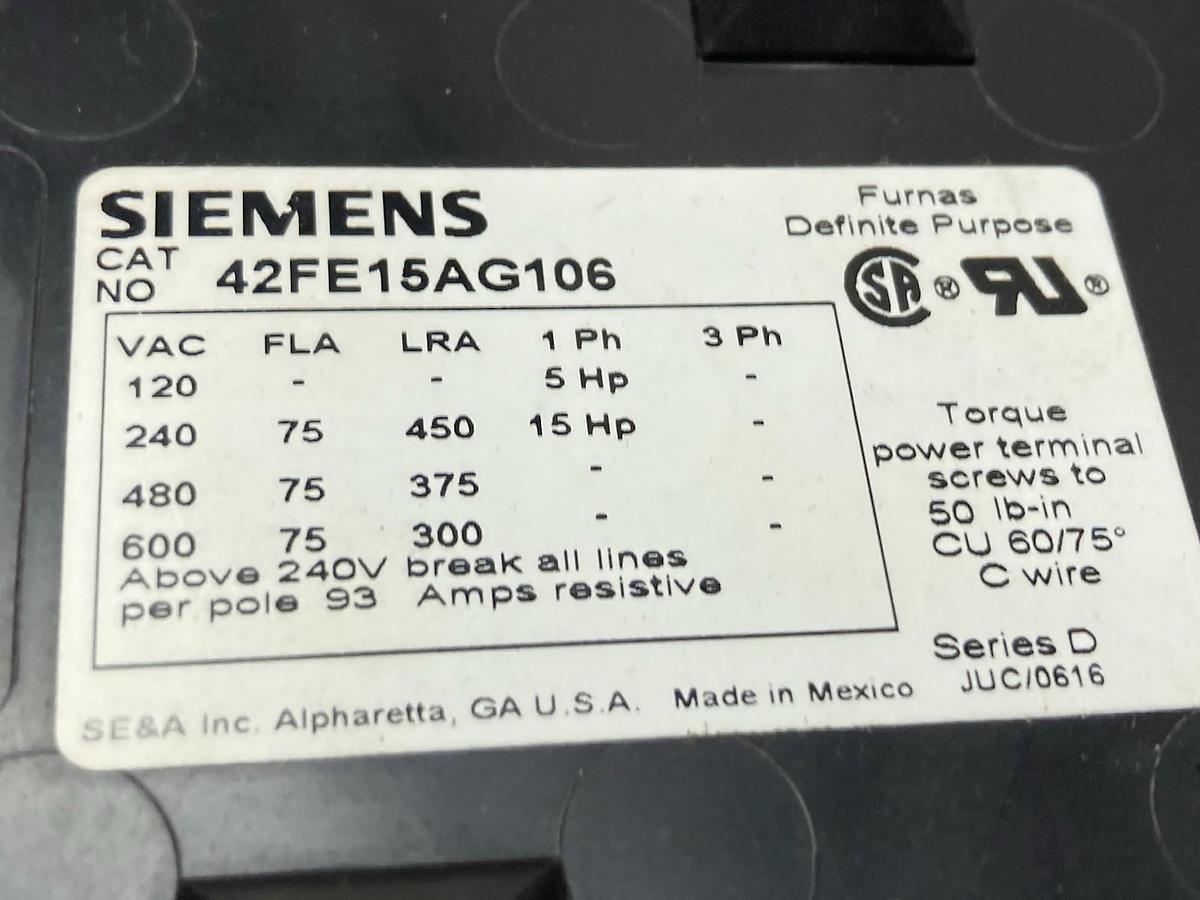 SIEMENS
CAT NO 42FE15AG106
Furnas
Definite Purpose
SA ® RU ®
VAC FLA LRA 1 Ph 3 Ph
120 - - 5 Hp -
240 75 450 15 Hp -
480 75 375 - -
600 75 300 - -
Above 240V break all lines
per pole 93 Amps resistive
Torque
power terminal
screws to
50 lb-in
CU 60/75°
C wire
Series D
JUC/0616
SE&A Inc. Alpharetta, GA U.S.A. Made in Mexico